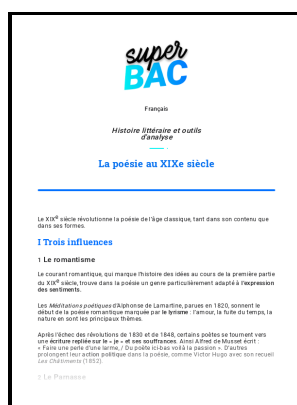 super
BAC
Français
Histoire littéraire et outils
d'analyse
La poésie au XIXe siècle
Le XIXe siècle révolutionne la poésie de l'âge classique, tant dans son contenu que
dans ses formes.
I Trois influences
1 Le romantisme
Le courant romantique, qui marque l'histoire des idées au cours de la première partie
du XIXe siècle, trouve dans la poésie un genre particulièrement adapté à l'expression
des sentiments.
Les Méditations poétiques d'Alphonse de Lamartine, parues en 1820, sonnent le
début de la poésie romantique marquée par le lyrisme : l'amour, la fuite du temps, la
nature en sont les principaux thèmes.
Après l'échec des révolutions de 1830 et de 1848, certains poètes se tournent vers
une écriture repliée sur le « je » et ses souffrances. Ainsi Alfred de Musset écrit :
« Faire une perle d'une larme, / Du poète ici-bas voilà la passion ». D'autres
prolongent leur action politique dans la poésie, comme Victor Hugo avec son recueil
Les Châtiments (1852).
2 Le Parnasse